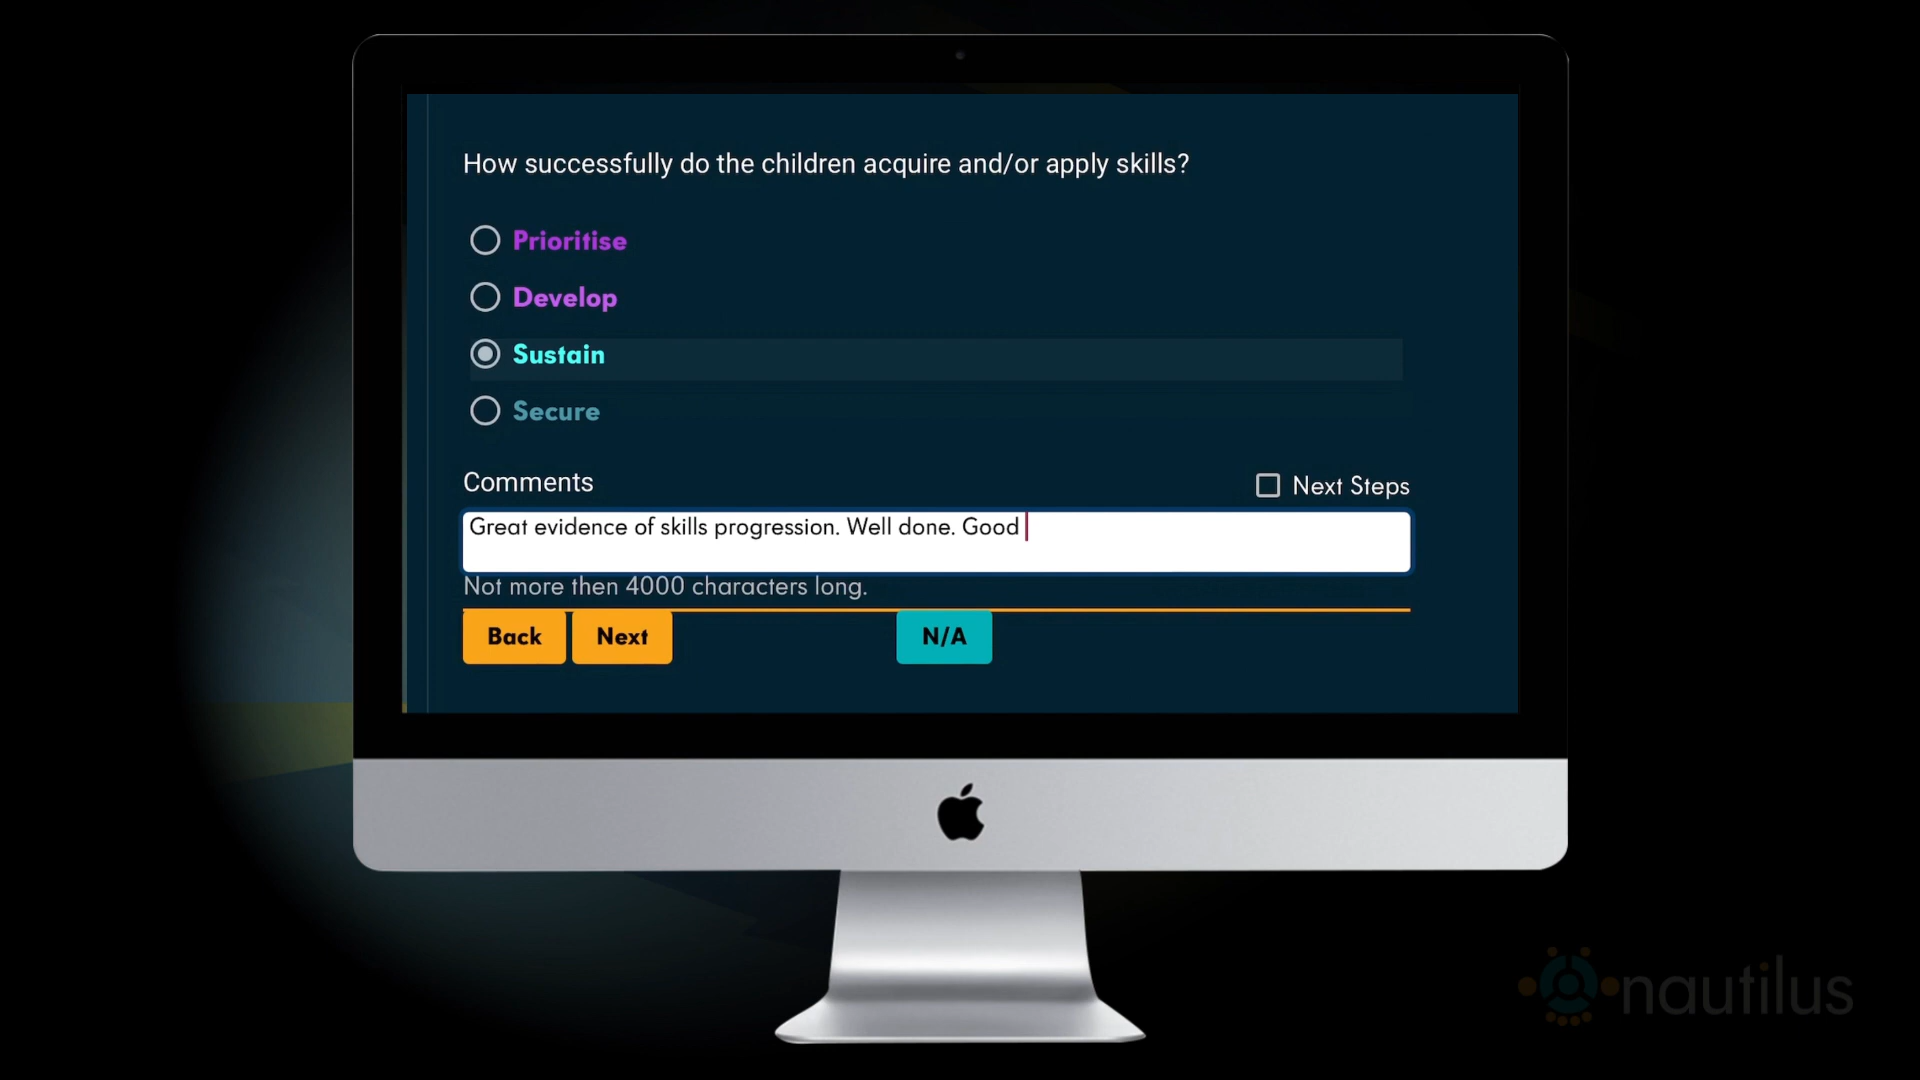 How successfully do the children acquire and/or apply skills?
Prioritise
Develop
Sustain
Secure
Comments
Next Steps
Great evidence of skills progression. Well done. Good
Not more then 4000 characters long.
Back
Next
N/A
nautilus